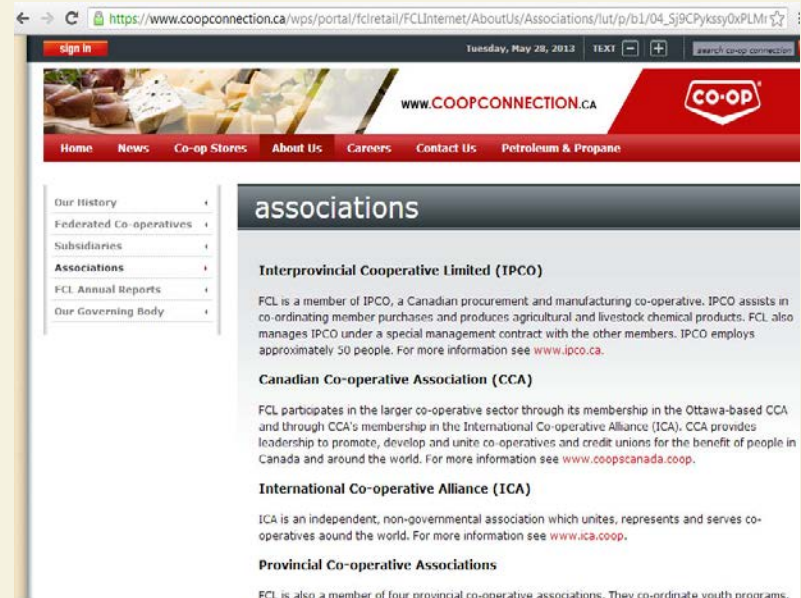 https://www.coopconnection.ca/wps/portal/fclretail/FCLInternet/AboutUs/Associations/!ut/p/b1/04_Sj9CPykssy0xPLMn
sign in
Tuesday, May 28, 2013 TEXT
search co-op connection
www.COOPCONNECTION.CA
CO·OP
Home News Co-op Stores About Us Careers Contact Us Petroleum & Propane
Our History
Federated Co-operatives
Subsidiaries
Associations
FCL Annual Reports
Our Governing Body
associations
Interprovincial Cooperative Limited (IPCO)
FCL is a member of IPCO, a Canadian procurement and manufacturing co-operative. IPCO assists in
co-ordinating member purchases and produces agricultural and livestock chemical products. FCL also
manages IPCO under a special management contract with the other members. IPCO employs
approximately 50 people. For more information see www.ipco.ca.
Canadian Co-operative Association (CCA)
FCL participates in the larger co-operative sector through its membership in the Ottawa-based CCA
and through CCA's membership in the International Co-operative Alliance (ICA). CCA provides
leadership to promote, develop and unite co-operatives and credit unions for the benefit of people in
Canada and around the world. For more information see www.coopscanada.coop.
International Co-operative Alliance (ICA)
ICA is an independent, non-governmental association which unites, represents and serves co-
operatives aound the world. For more information see www.ica.coop.
Provincial Co-operative Associations
FCL is also a member of four provincial co-operative associations. They co-ordinate youth programs,